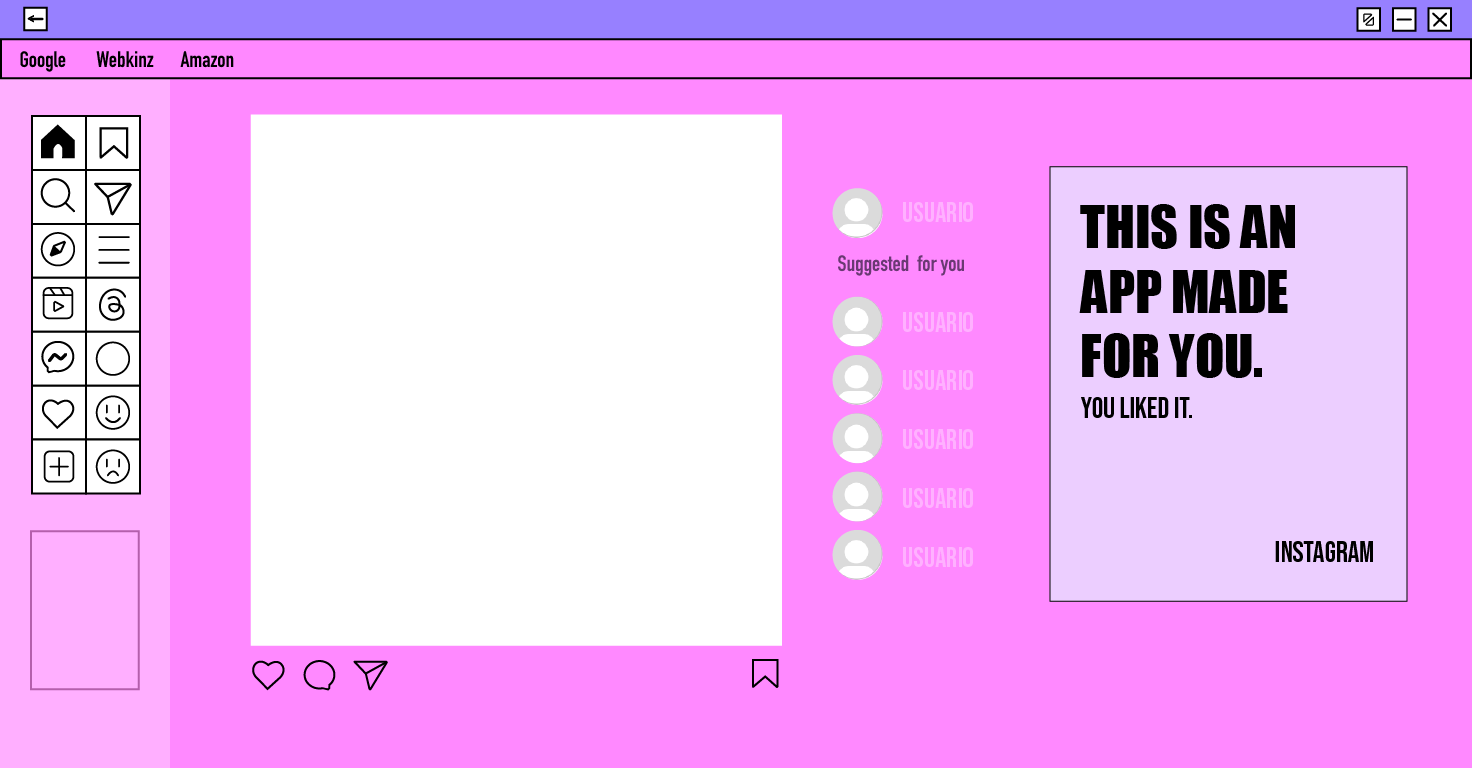 Google Webkinz Amazon
USUARIO
Suggested for you
USUARIO
USUARIO
USUARIO
USUARIO
USUARIO
THIS IS AN
APP MADE
FOR YOU.
YOU LIKED IT.
INSTAGRAM